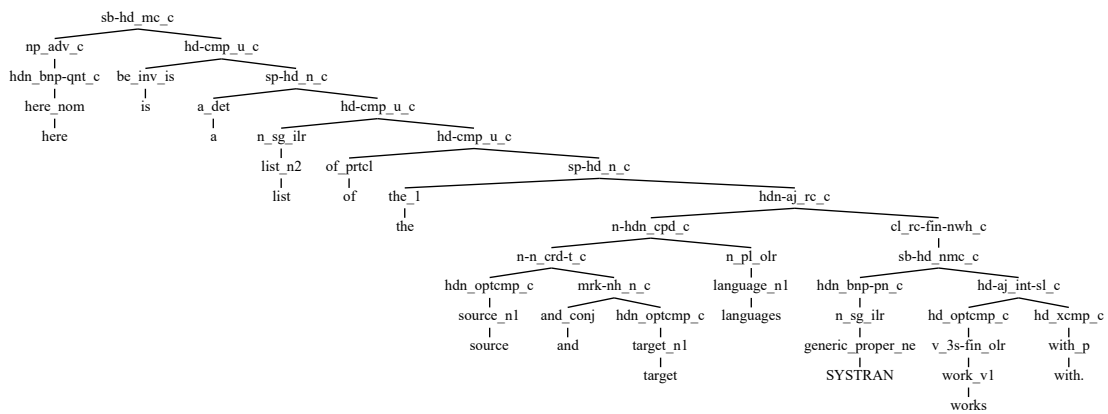 sb-hd_mc_c
np_adv_c hd-cmp_u_c
hdn_bnp-qnt_c be_inv_is sp-hd_n_c
here_nom is a_det hd-cmp_u_c
here a n_sg_ilr hd-cmp_u_c
list_n2 of_prtcl sp-hd_n_c
list of the_1 hdn-aj_rc_c
the n-hdn_cpd_c cl_rc-fin-nwh_c
n-n_crd-t_c n_pl_olr sb-hd_nmc_c
hdn_optcmp_c mrk-nh_n_c language_n1 hdn_bnp-pn_c hd-aj_int-sl_c
source_n1 and_conj hdn_optcmp_c languages n_sg_ilr hd_optcmp_c hd_xcmp_c
source and target_n1 generic_proper_ne v_3s-fin_olr with_p
target SYSTRAN work_v1 with.
works